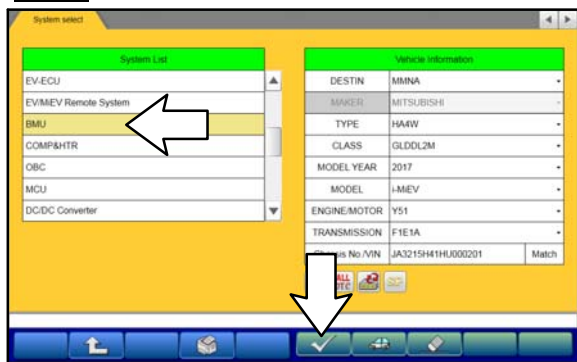 System select
System List
EV-ECU
EV/MiEV Remote System
BMU
COMP&HTR
OBC
MCU
DC/DC Converter
Vehicle Information
DESTIN MMNA
MAKER MITSUBISHI
TYPE HA4W
CLASS GLDDL2M
MODEL YEAR 2017
MODEL i-MiEV
ENGINE/MOTOR Y51
TRANSMISSION F1E1A
No./VIN JA3215H41HU000201 Match